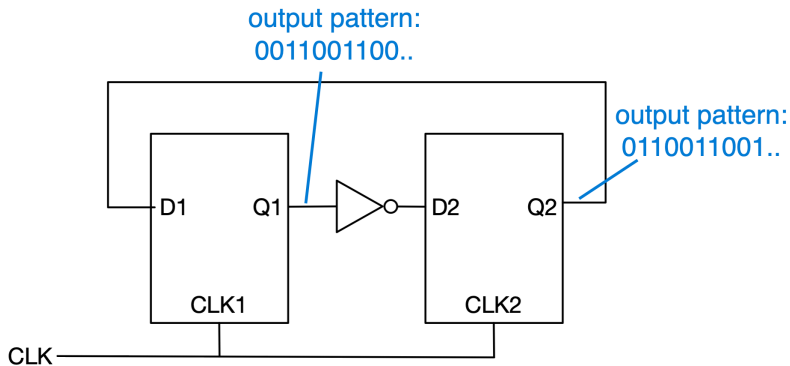 output pattern:
0011001100..
output pattern:
0110011001..
D1
Q1
D2
Q2
CLK1
CLK2
CLK